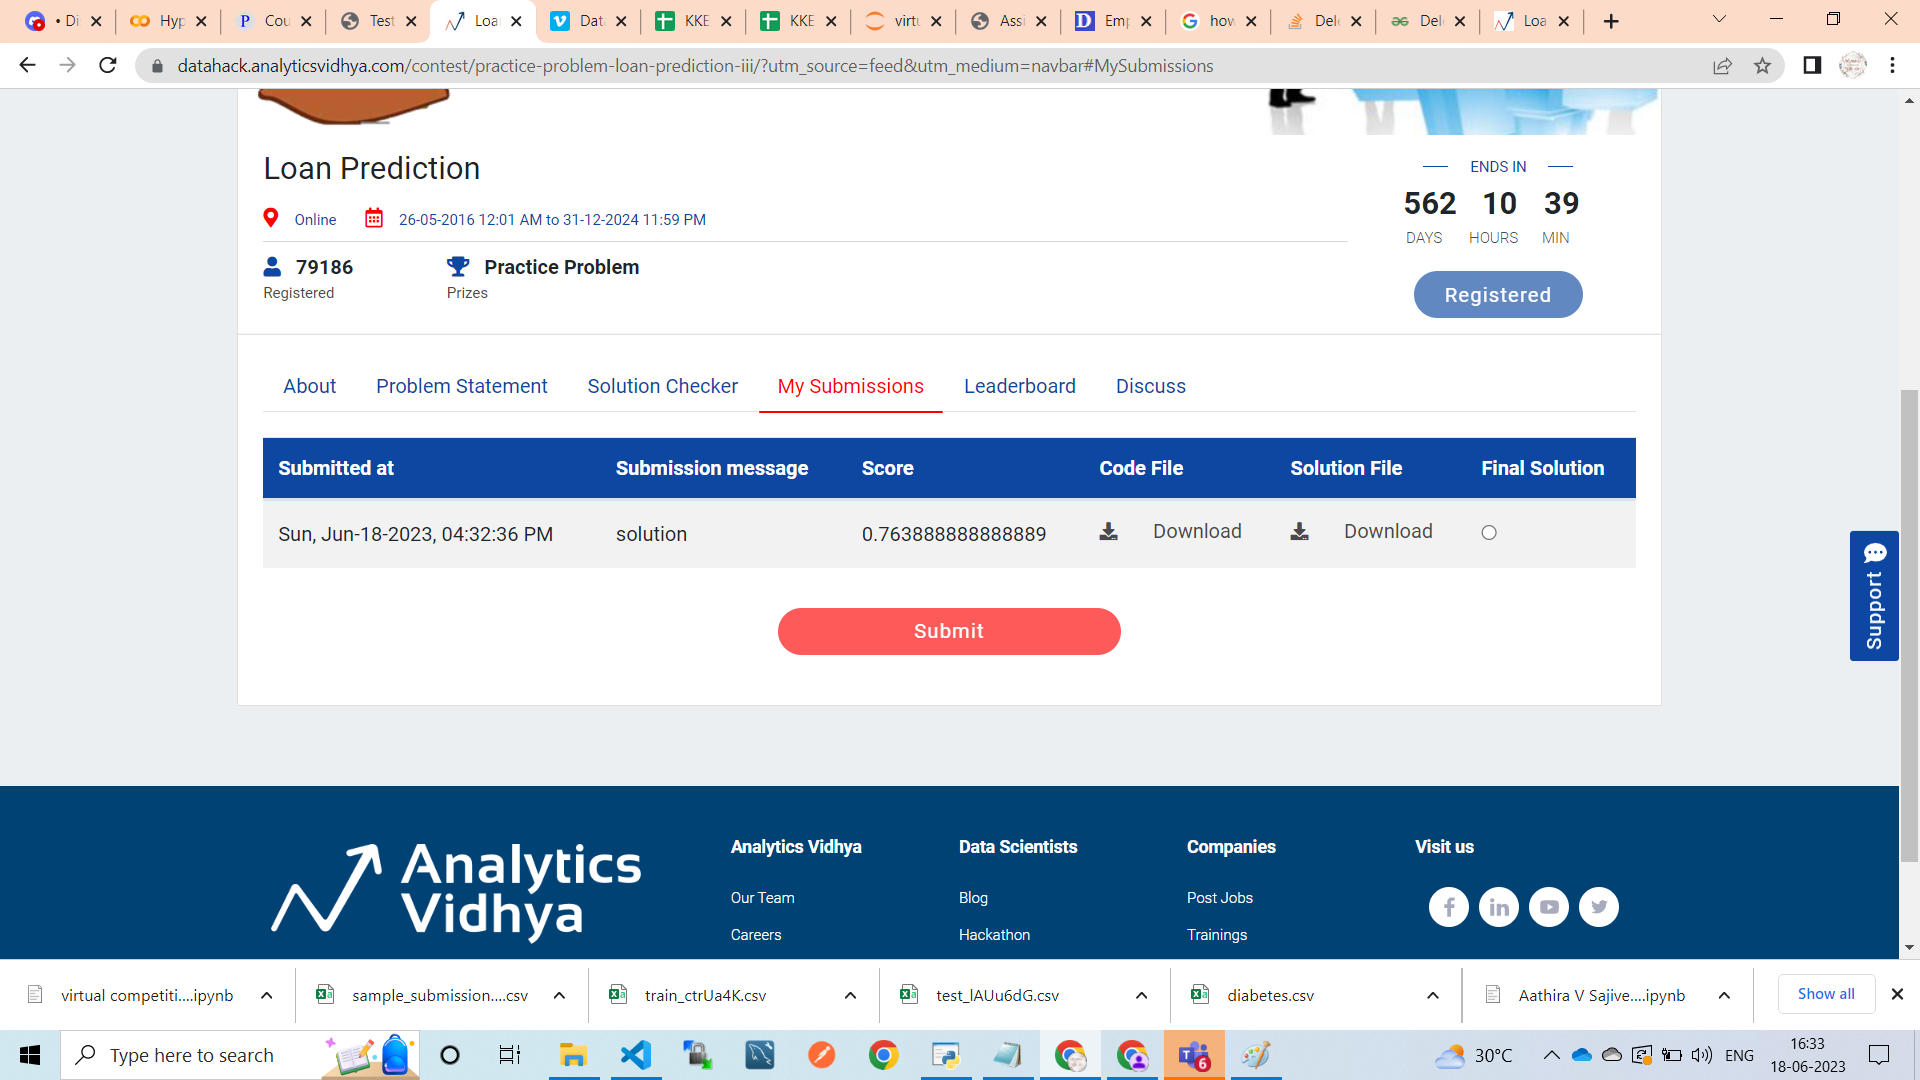 Di
Hyp
P Cou
Test
Loa
Dat
KKE
KKE
virtu
Assi
D Emp
G how
Del
Del
Loa
datahack.analyticsvidhya.com/contest/practice-problem-loan-prediction-iii/?utm_source=feed&utm_medium=navbar#MySubmissions
Loan Prediction
ENDS IN
562 10 39
DAYS HOURS MIN
Online 26-05-2016 12:01 AM to 31-12-2024 11:59 PM
79186 Practice Problem
Registered Prizes
Registered
About Problem Statement Solution Checker My Submissions Leaderboard Discuss
Submitted at Submission message Score Code File Solution File Final Solution
Sun, Jun-18-2023, 04:32:36 PM solution 0.763888888888889 Download Download
Submit
Support
Analytics Vidhya
Analytics Vidhya Data Scientists Companies Visit us
Our Team Blog Post Jobs
Careers Hackathon Trainings
virtual competiti....ipynb sample_submission....csv train_ctrUa4K.csv test_lAUu6dG.csv diabetes.csv Aathira V Sajive....ipynb Show all
Type here to search
6
30°C
ENG
16:33
18-06-2023